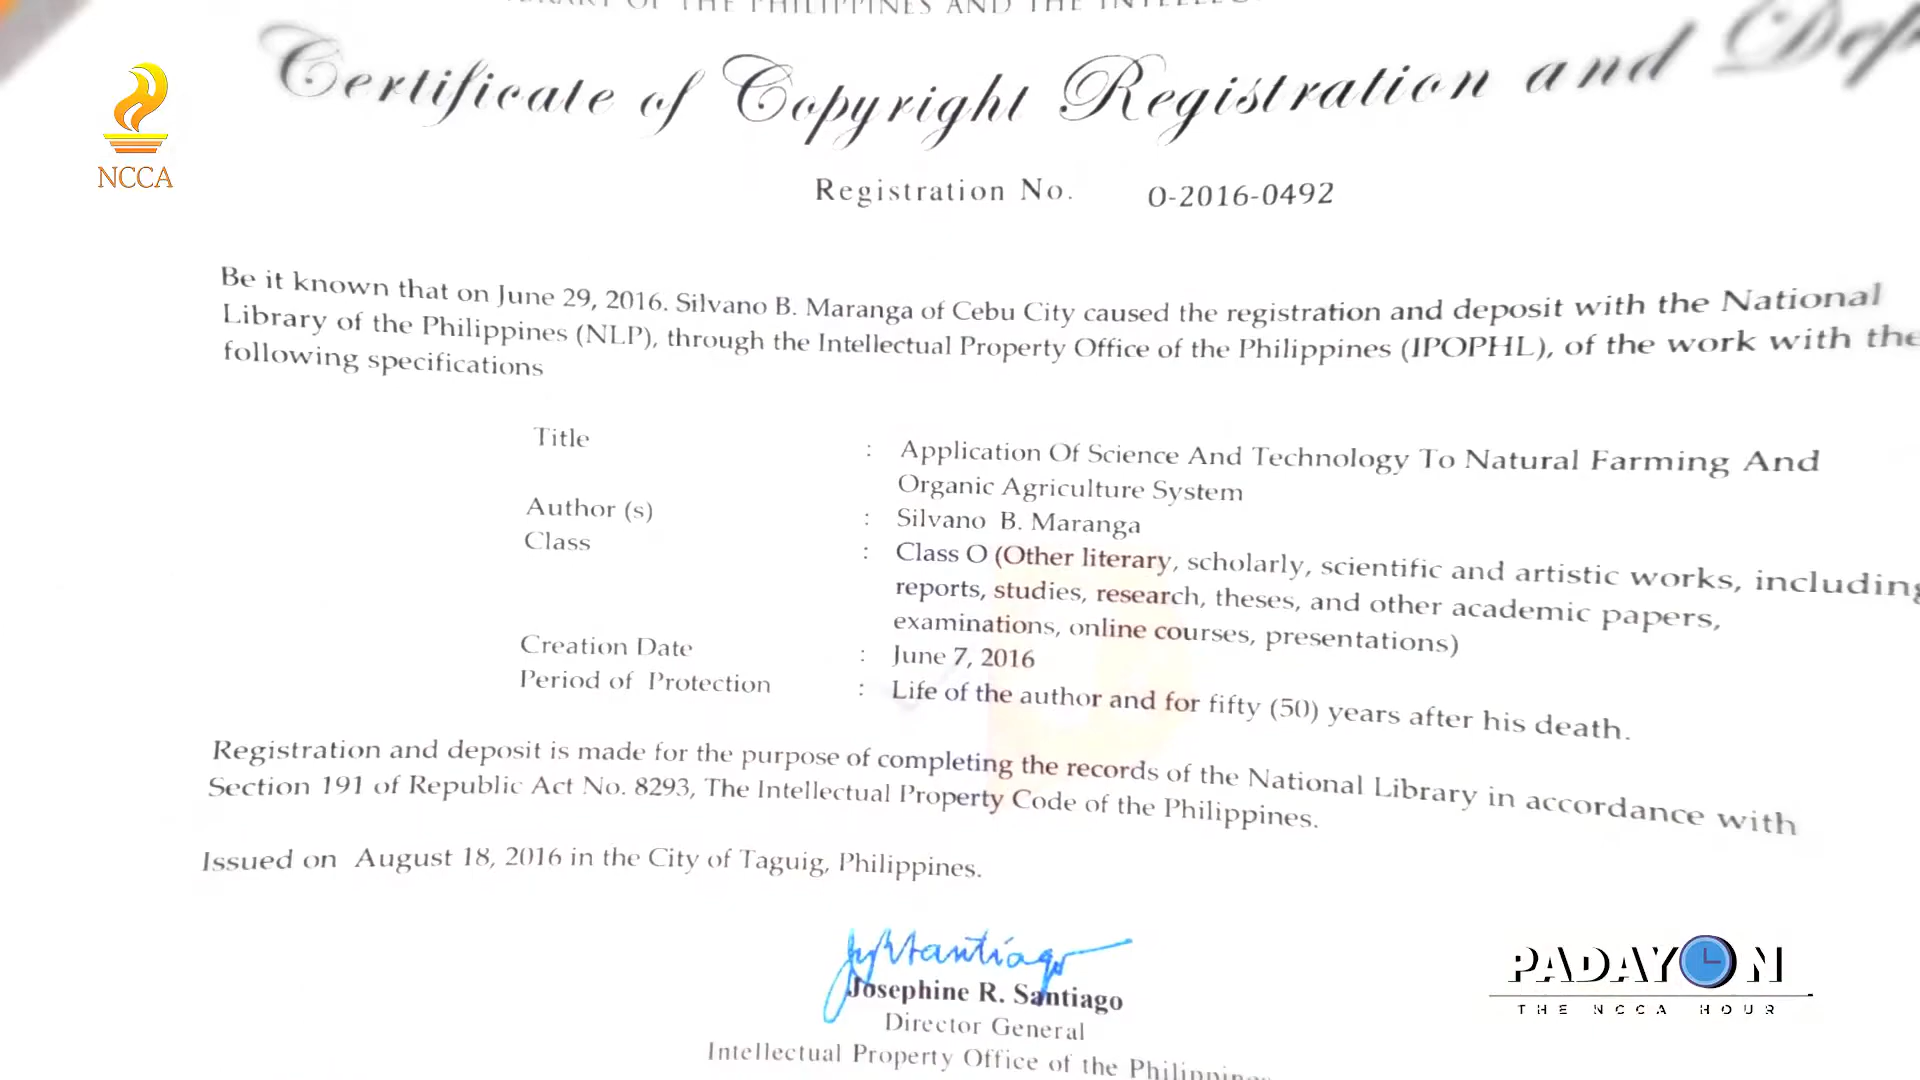 OF THE PHILIPPINES AND THE
Certificate of Copyright Registration and Dep
NCCA
Registration No. O-2016-0492
Be it known that on June 29, 2016. Silvano B. Maranga of Cebu City caused the registration and deposit with the National
Library of the Philippines (NLP), through the Intellectual Property Office of the Philippines (IPOPHL), of the work with the
following specifications
Title : Application Of Science And Technology To Natural Farming And
Organic Agriculture System
Author (s) : Silvano B. Maranga
Class : Class O (Other literary, scholarly, scientific and artistic works, including
reports, studies, research, theses, and other academic papers,
examinations, online courses, presentations)
Creation Date : June 7, 2016
Period of Protection : Life of the author and for fifty (50) years after his death.
Registration and deposit is made for the purpose of completing the records of the National Library in accordance with
Section 191 of Republic Act No. 8293, The Intellectual Property Code of the Philippines.
Issued on August 18, 2016 in the City of Taguig, Philippines.
Josephine R. Santiago
Director General
Intellectual Property Office of the Philippines
PADAYON
THE NCCA HOUR